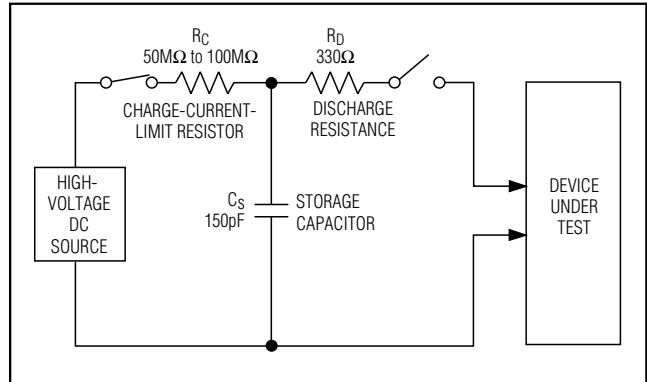 R_C
50MΩ to 100MΩ
CHARGE-CURRENT-
LIMIT RESISTOR
R_D
330Ω
DISCHARGE
RESISTANCE
HIGH-
VOLTAGE
DC
SOURCE
C_S
150pF
STORAGE
CAPACITOR
DEVICE
UNDER
TEST